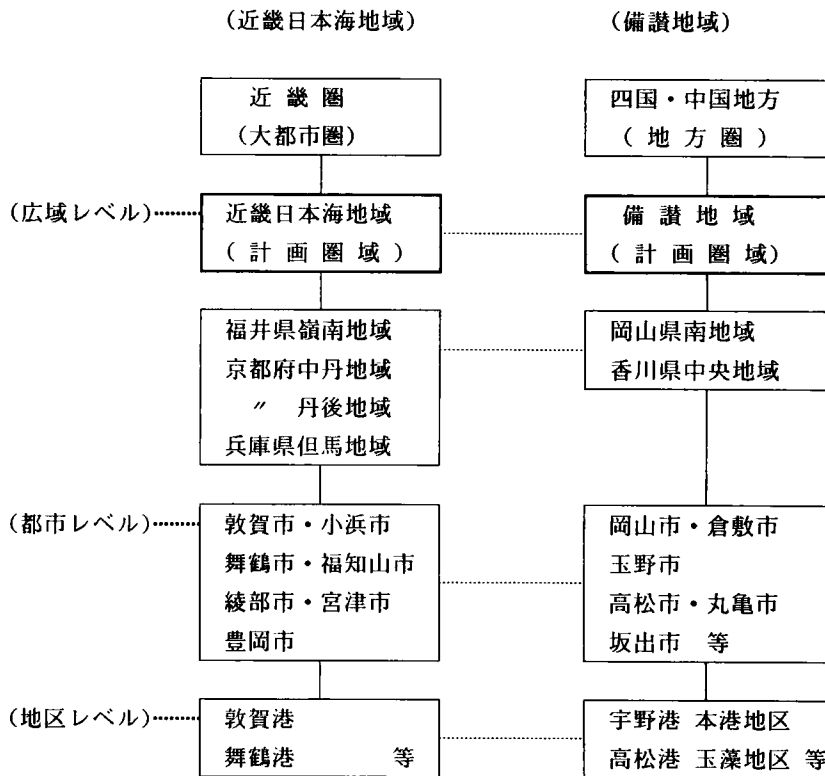 (近畿日本海地域)
(備讃地域)
近畿圏
(大都市圏)
四国・中国地方
(地方圏)
(広域レベル)
近畿日本海地域
(計画圏域)
備讃地域
(計画圏域)
福井県嶺南地域
京都府中丹地域
〃 丹後地域
兵庫県但馬地域
岡山県南地域
香川県中央地域
(都市レベル)
敦賀市・小浜市
舞鶴市・福知山市
綾部市・宮津市
豊岡市
岡山市・倉敷市
玉野市
高松市・丸亀市
坂出市 等
(地区レベル)
敦賀港
舞鶴港 等
宇野港 本港地区
高松港 玉藻地区 等